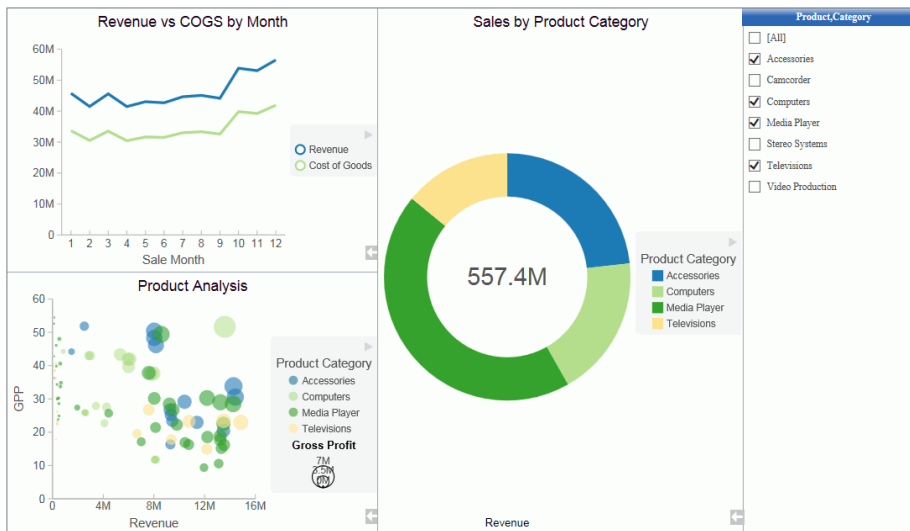 Revenue vs COGS by Month
60M
50M
40M
30M
20M
10M
0
1 2 3 4 5 6 7 8 9 10 11 12
Sale Month
Revenue
Cost of Goods
Product Analysis
60
50
40
30
20
10
0
GPP
0 4M 8M 12M 16M
Revenue
Product Category
Accessories
Computers
Media Player
Televisions
Gross Profit
7M
3.5M
0M
Sales by Product Category
557.4M
Product Category
Accessories
Computers
Media Player
Televisions
Revenue
Product,Category
[All]
Accessories
Camcorder
Computers
Media Player
Stereo Systems
Televisions
Video Production